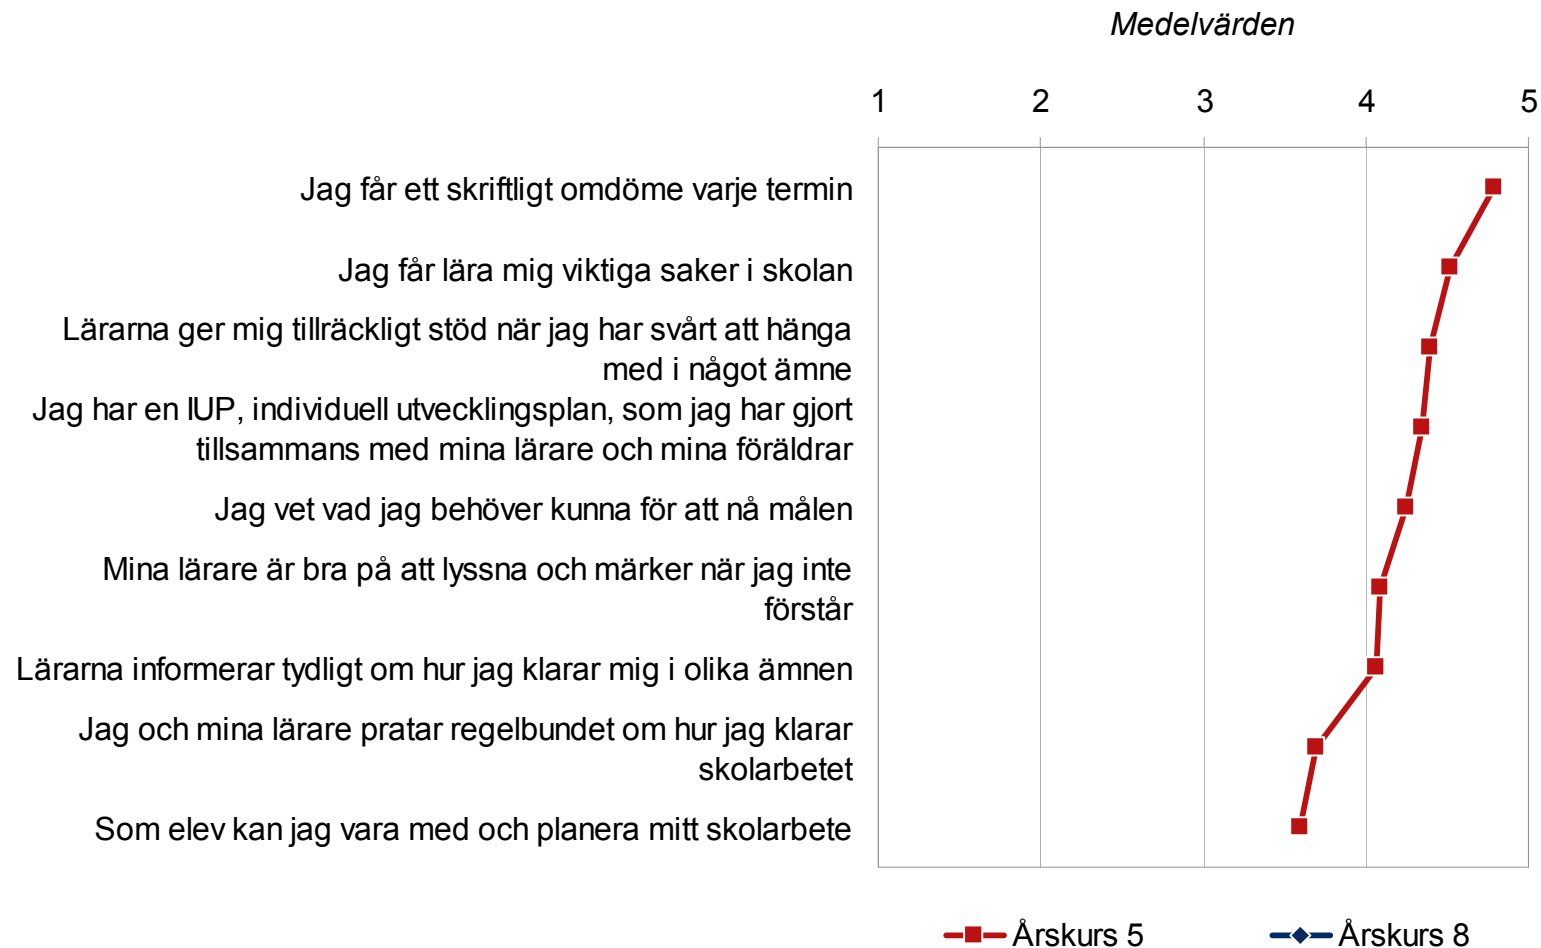 Medelvärden
1 2 3 4 5
Jag får ett skriftligt omdöme varje termin
Jag får lära mig viktiga saker i skolan
Lärarna ger mig tillräckligt stöd när jag har svårt att hänga
med i något ämne
Jag har en IUP, individuell utvecklingsplan, som jag har gjort
tillsammans med mina lärare och mina föräldrar
Jag vet vad jag behöver kunna för att nå målen
Mina lärare är bra på att lyssna och märker när jag inte
förstår
Lärarna informerar tydligt om hur jag klarar mig i olika ämnen
Jag och mina lärare pratar regelbundet om hur jag klarar
skolarbetet
Som elev kan jag vara med och planera mitt skolarbete
Årskurs 5 Årskurs 8